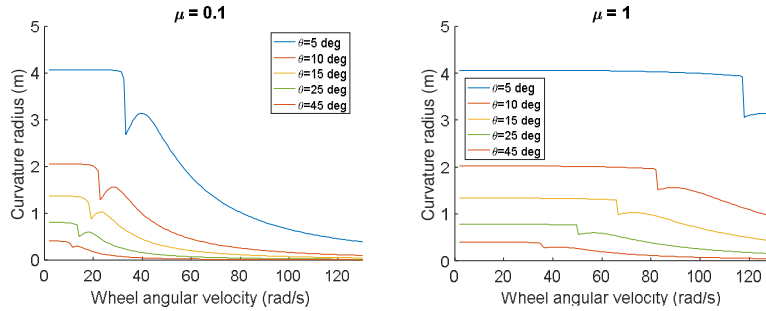 μ = 0.1
5
4
3
2
1
0
Curvature radius (m)
0 20 40 60 80 100 120
Wheel angular velocity (rad/s)
θ=5 deg
θ=10 deg
θ=15 deg
θ=25 deg
θ=45 deg
μ = 1
5
4
3
2
1
0
Curvature radius (m)
0 20 40 60 80 100 120
Wheel angular velocity (rad/s)
θ=5 deg
θ=10 deg
θ=15 deg
θ=25 deg
θ=45 deg